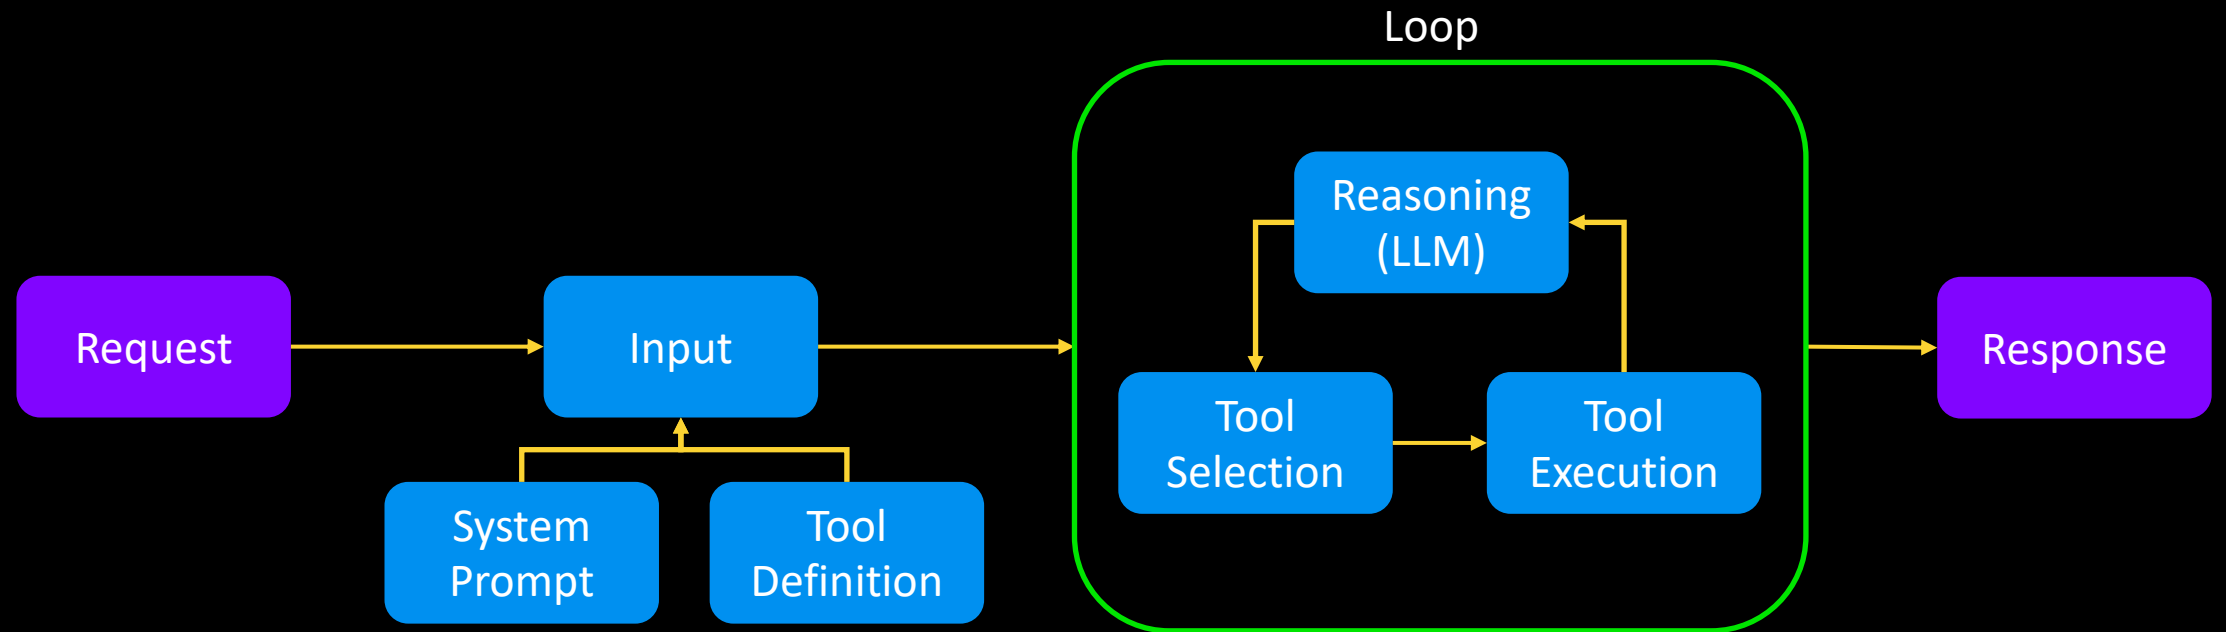 Loop
Reasoning
(LLM)
Request
Input
Response
Tool
Selection
Tool
Execution
System
Prompt
Tool
Definition